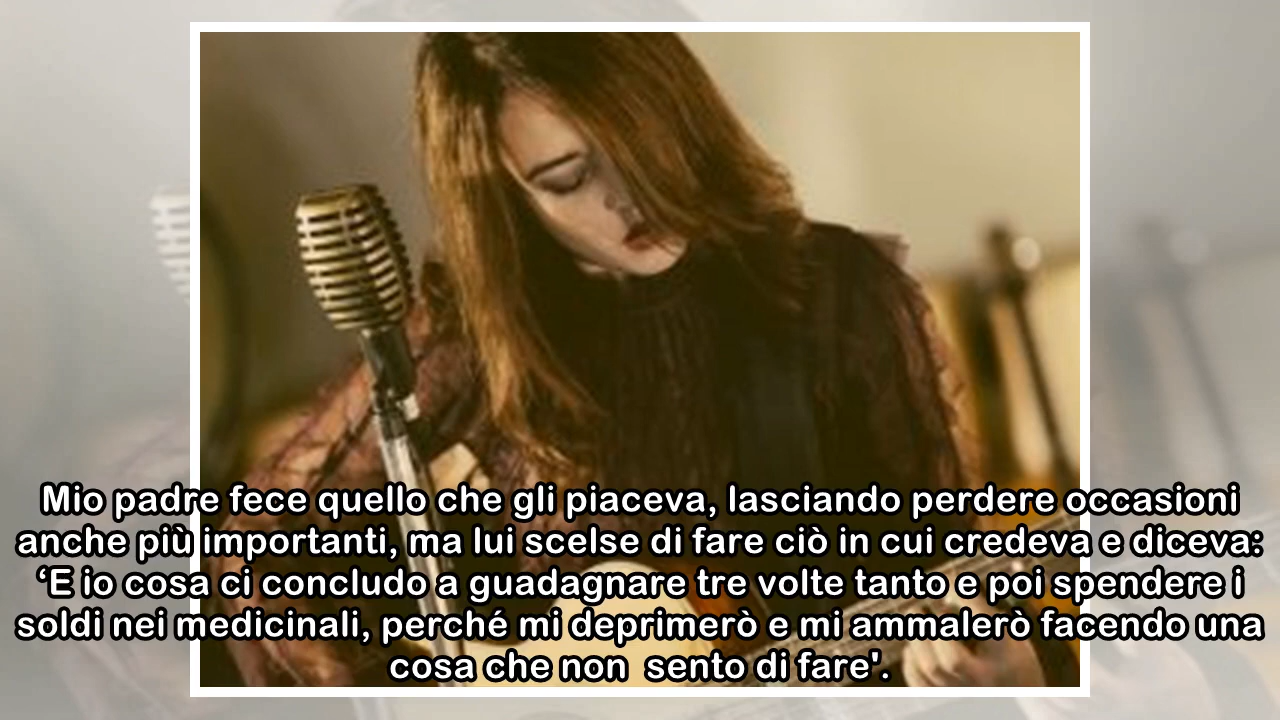 Mio padre fece quello che gli piaceva, lasciando perdere occasioni
anche più importanti, ma lui scelse di fare ciò in cui credeva e diceva:
‘E io cosa ci concludo a guadagnare tre volte tanto e poi spendere i
soldi nei medicinali, perché mi deprimerò e mi ammalerò facendo una
cosa che non  sento di fare'.